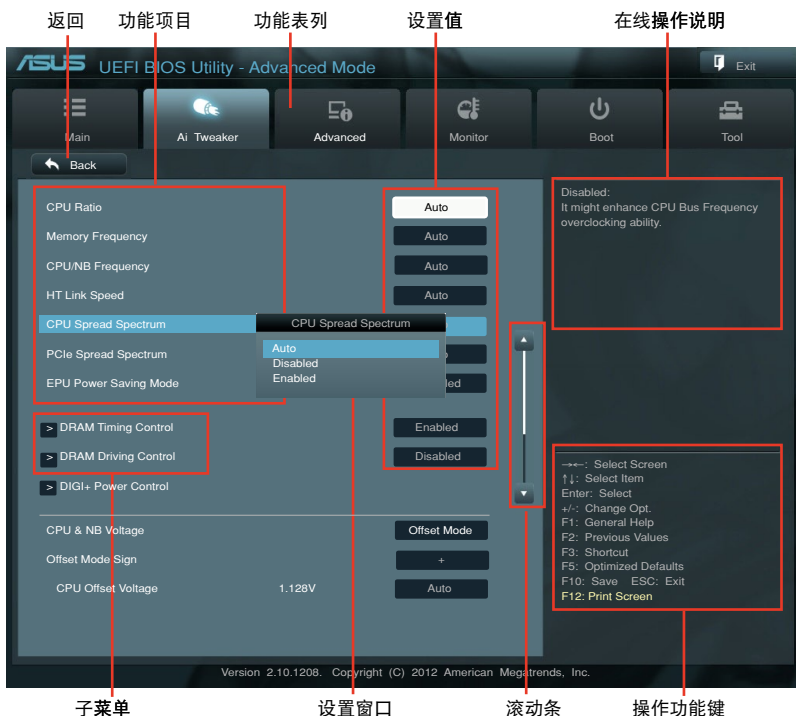 返回 功能项目 功能表列 设置值 在线操作说明
ASUS UEFI BIOS Utility - Advanced Mode Exit
Main Ai Tweaker Advanced Monitor Boot Tool
Back
CPU Ratio Auto
Memory Frequency Auto
CPU/NB Frequency Auto
HT Link Speed Auto
CPU Spread Spectrum
PCIe Spread Spectrum
EPU Power Saving Mode
CPU Spread Spectrum
Auto
Disabled
Enabled
> DRAM Timing Control Enabled
> DRAM Driving Control Disabled
> DIGI+ Power Control
CPU & NB Voltage Offset Mode
Offset Mode Sign +
CPU Offset Voltage 1.128V Auto
Disabled:
It might enhance CPU Bus Frequency
overclocking ability.
→←: Select Screen
↑↓: Select Item
Enter: Select
+/-: Change Opt.
F1: General Help
F2: Previous Values
F3: Shortcut
F5: Optimized Defaults
F10: Save ESC: Exit
F12: Print Screen
Version 2.10.1208. Copyright (C) 2012 American Megatrends, Inc.
子菜单 设置窗口 滚动条 操作功能键